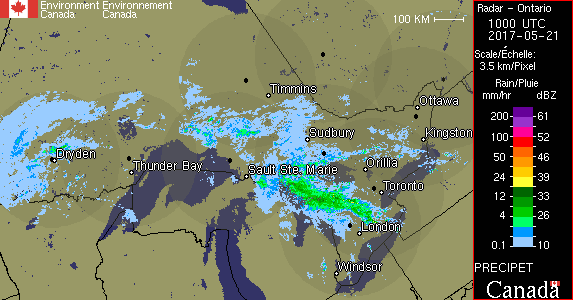 Environment Environnement
Canada Canada
100 KM
Timmins
Ottawa
Sudbury
Kingston
Dryden
Thunder Bay
Sault Ste. Marie
Orillia
Toronto
London
Windsor
Radar - Ontario
1000 UTC
2017-05-21
Scale/Échelle:
3.5 km/Pixel
Rain/Pluie
mm/hr dBZ
200 61
100 52
50 46
24 39
12 33
4 26
0.1 10
PRECIPET
Canada